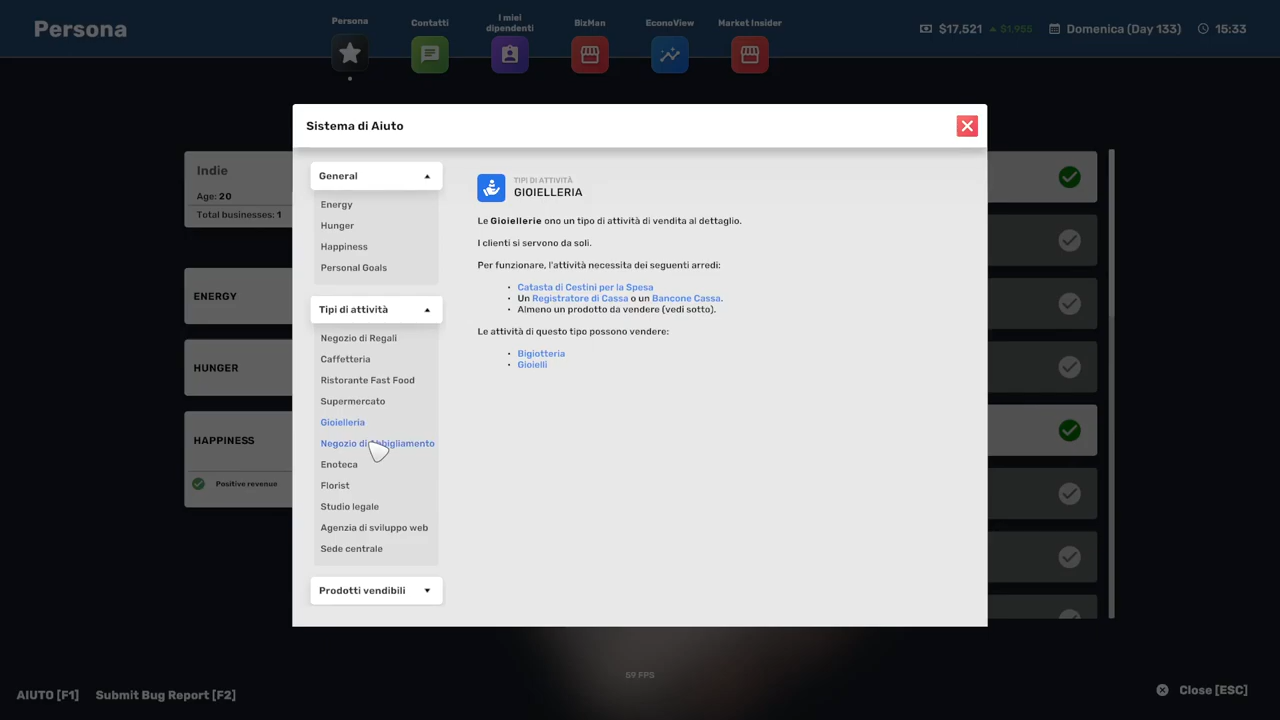 Persona
Persona
Contatti
I miei
dipendenti
BizMan
EconoView
Market Insider
$17,521
$1,955
Domenica (Day 133)
15:33
Sistema di Aiuto
Indie
Age: 20
Total businesses: 1
ENERGY
HUNGER
HAPPINESS
Positive revenue
General
Energy
Hunger
Happiness
Personal Goals
Tipi di attività
Negozio di Regali
Caffetteria
Ristorante Fast Food
Supermercato
Gioielleria
Negozio di Abbigliamento
Enoteca
Florist
Studio legale
Agenzia di sviluppo web
Sede centrale
Prodotti vendibili
TIPI DI ATTIVITÀ
GIOIELLERIA
Le Gioiellerie ono un tipo di attività di vendita al dettaglio.
I clienti si servono da soli.
Per funzionare, l'attività necessita dei seguenti arredi:
• Catasta di Cestini per la Spesa
• Un Registratore di Cassa o un Bancone Cassa.
• Almeno un prodotto da vendere (vedi sotto).
Le attività di questo tipo possono vendere:
• Bigiotteria
• Gioielli
59 FPS
AIUTO [F1]
Submit Bug Report [F2]
Close [ESC]